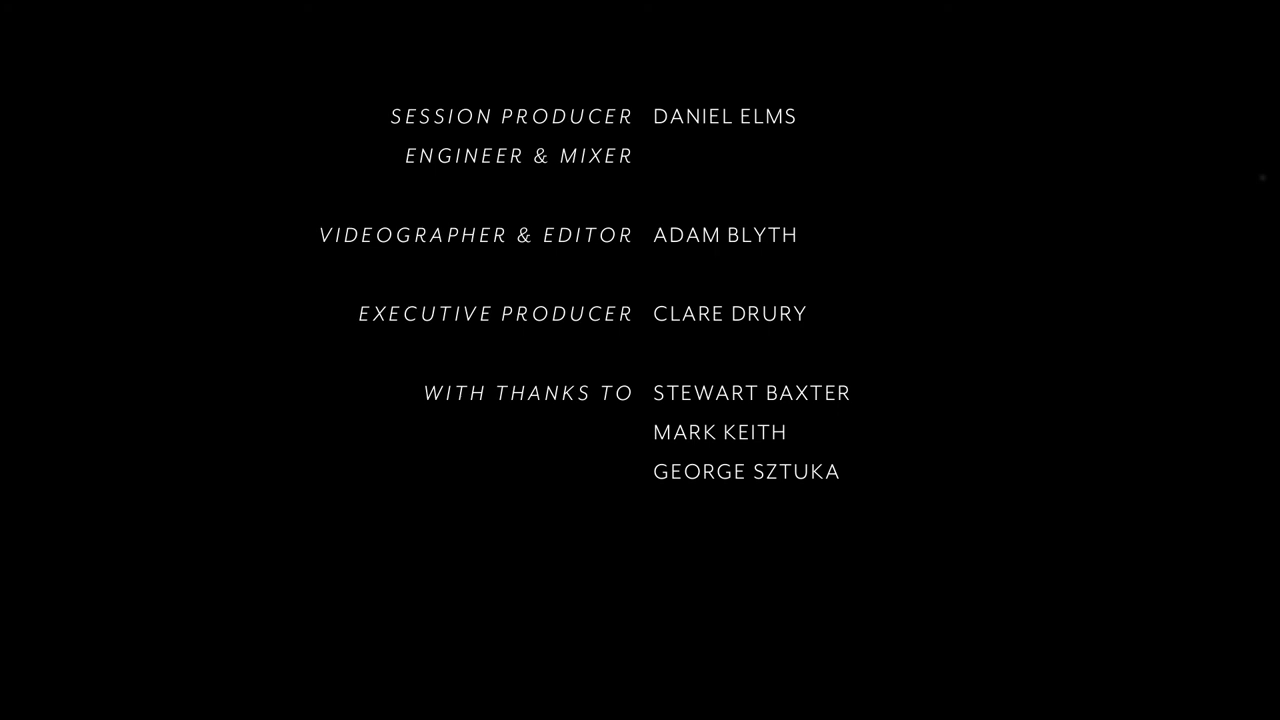 SESSION PRODUCER DANIEL ELMS
ENGINEER & MIXER
VIDEOGRAPHER & EDITOR ADAM BLYTH
EXECUTIVE PRODUCER CLARE DRURY
WITH THANKS TO STEWART BAXTER
MARK KEITH
GEORGE SZTUKA